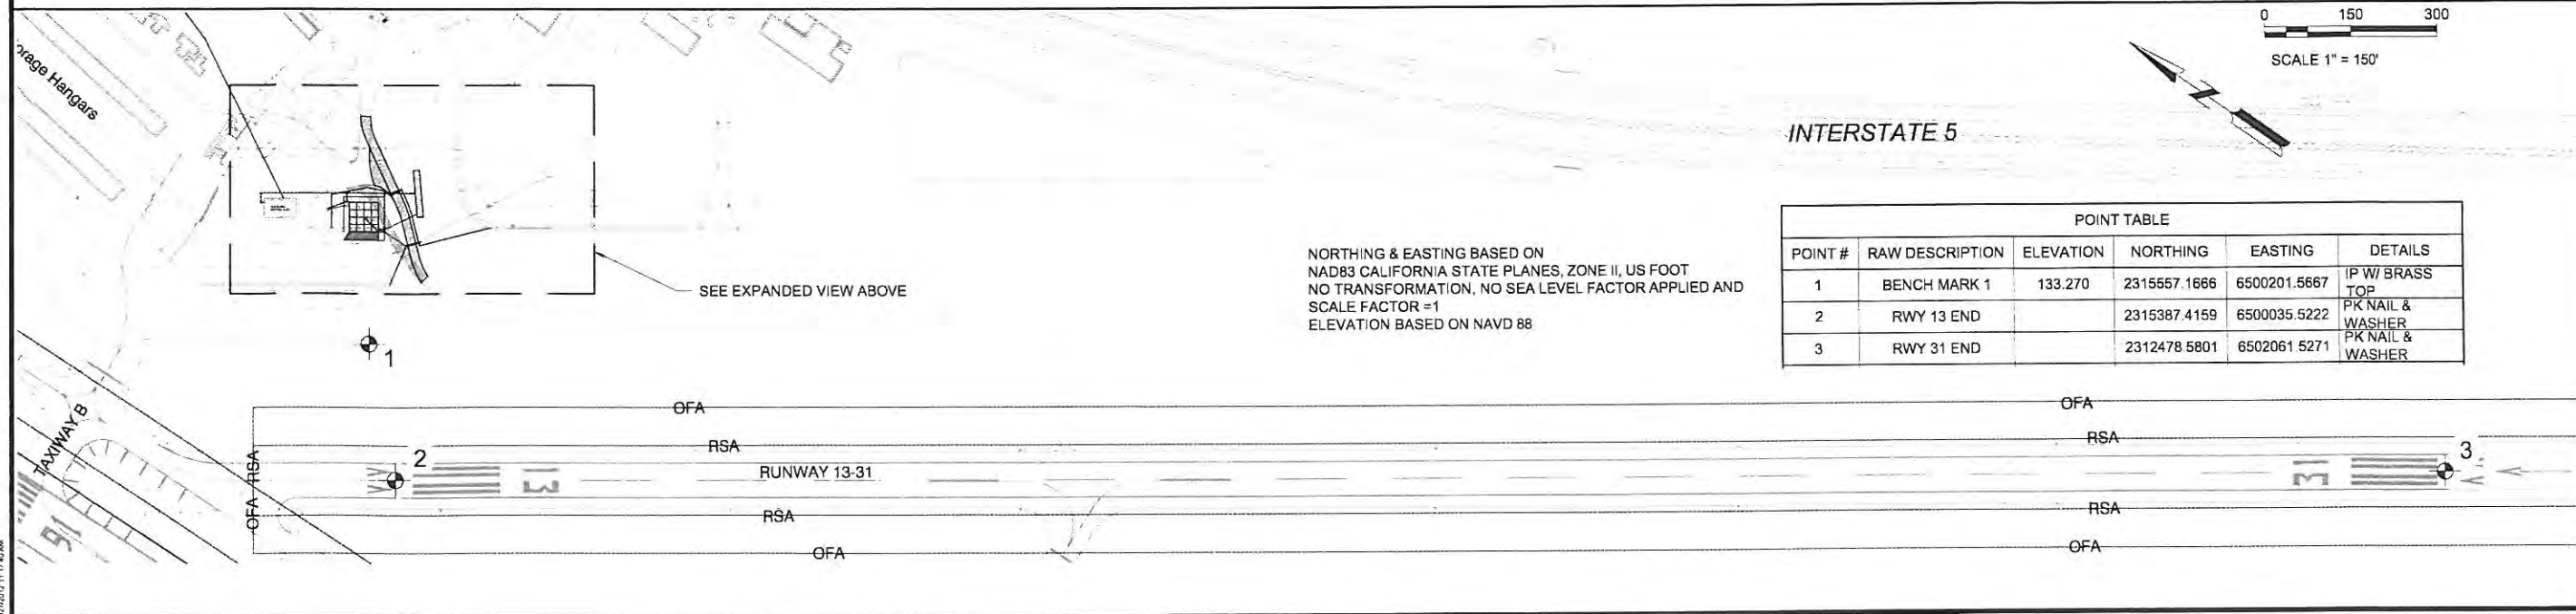 0 150 300
SCALE 1" = 150'
orage Hangars
INTERSTATE 5
NORTHING & EASTING BASED ON
NAD83 CALIFORNIA STATE PLANES, ZONE II, US FOOT
NO TRANSFORMATION, NO SEA LEVEL FACTOR APPLIED AND
SCALE FACTOR =1
ELEVATION BASED ON NAVD 88
POINT TABLE
POINT # RAW DESCRIPTION ELEVATION NORTHING EASTING DETAILS
1 BENCH MARK 1 133.270 2315557.1666 6500201.5667 IP W/ BRASS
TOP
2 RWY 13 END 2315387.4159 6500035.5222 PK NAIL &
WASHER
3 RWY 31 END 2312478.5801 6502061.5271 PK NAIL &
WASHER
SEE EXPANDED VIEW ABOVE
1
TAXIWAY B
OFA OFA
RSA RSA
2 3
OFA RSA
RUNWAY 13-31
13 31
RSA RSA
OFA OFA